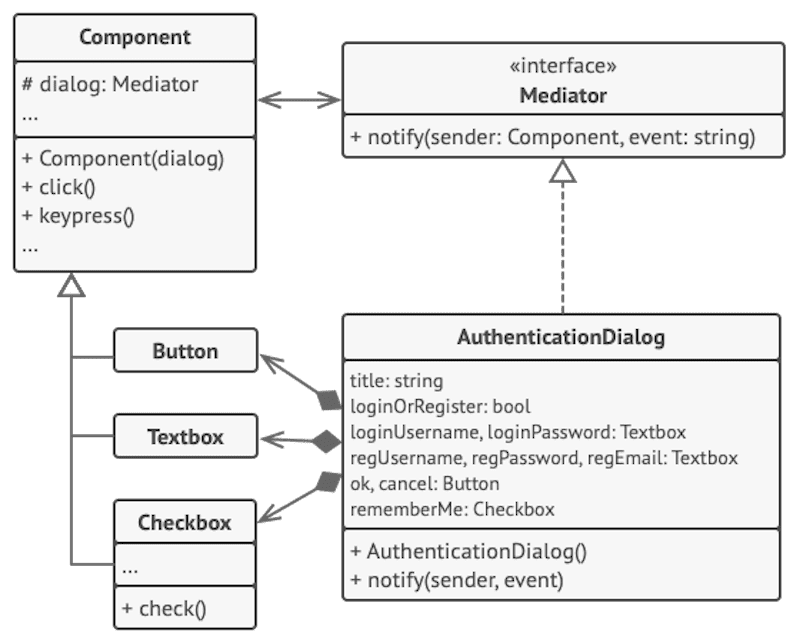 Component
# dialog: Mediator
...
+ Component(dialog)
+ click()
+ keypress()
...
«interface»
Mediator
+ notify(sender: Component, event: string)
Button
Textbox
Checkbox
...
+ check()
AuthenticationDialog
title: string
loginOrRegister: bool
loginUsername, loginPassword: Textbox
regUsername, regPassword, regEmail: Textbox
ok, cancel: Button
rememberMe: Checkbox
+ AuthenticationDialog()
+ notify(sender, event)